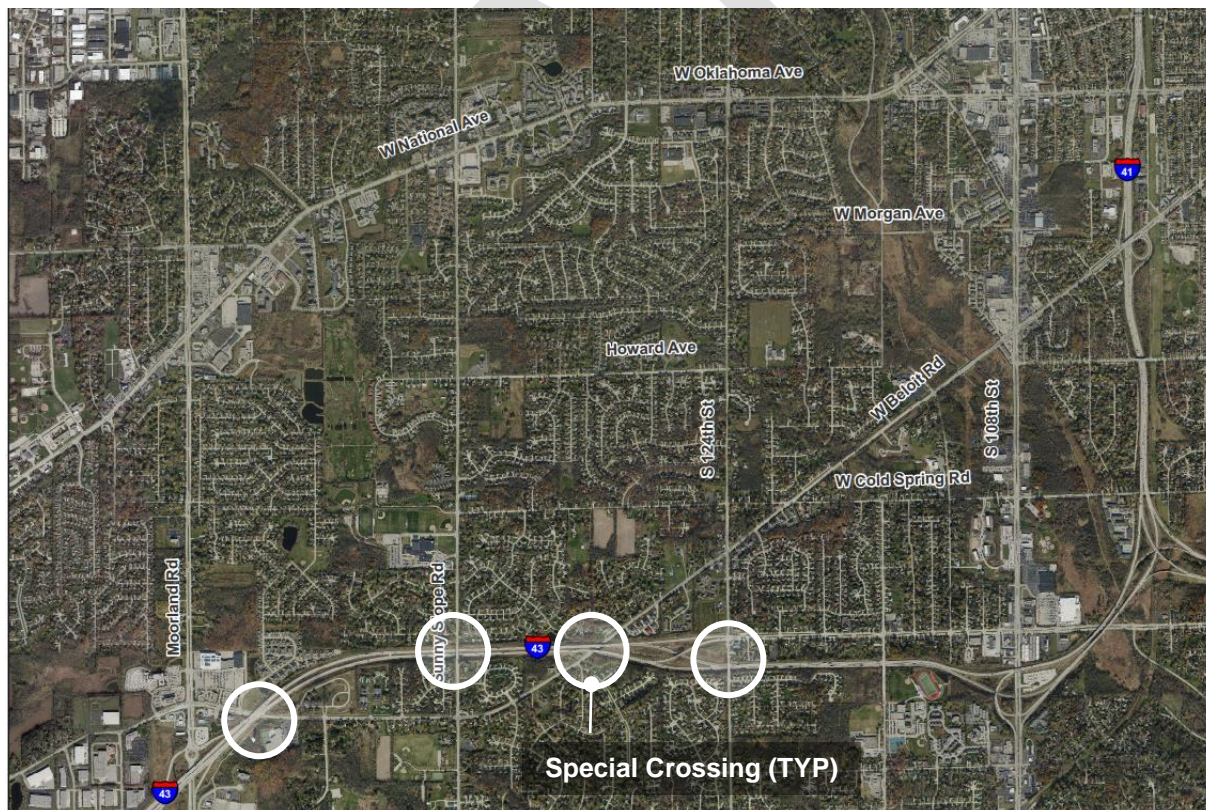 W Oklahoma Ave
W National Ave
41
W Morgan Ave
Howard Ave
W Beloit Rd
S 124th St
S 108th St
W Cold Spring Rd
Moorland Rd
Sunny Slope Rd
43
Special Crossing (TYP)
43